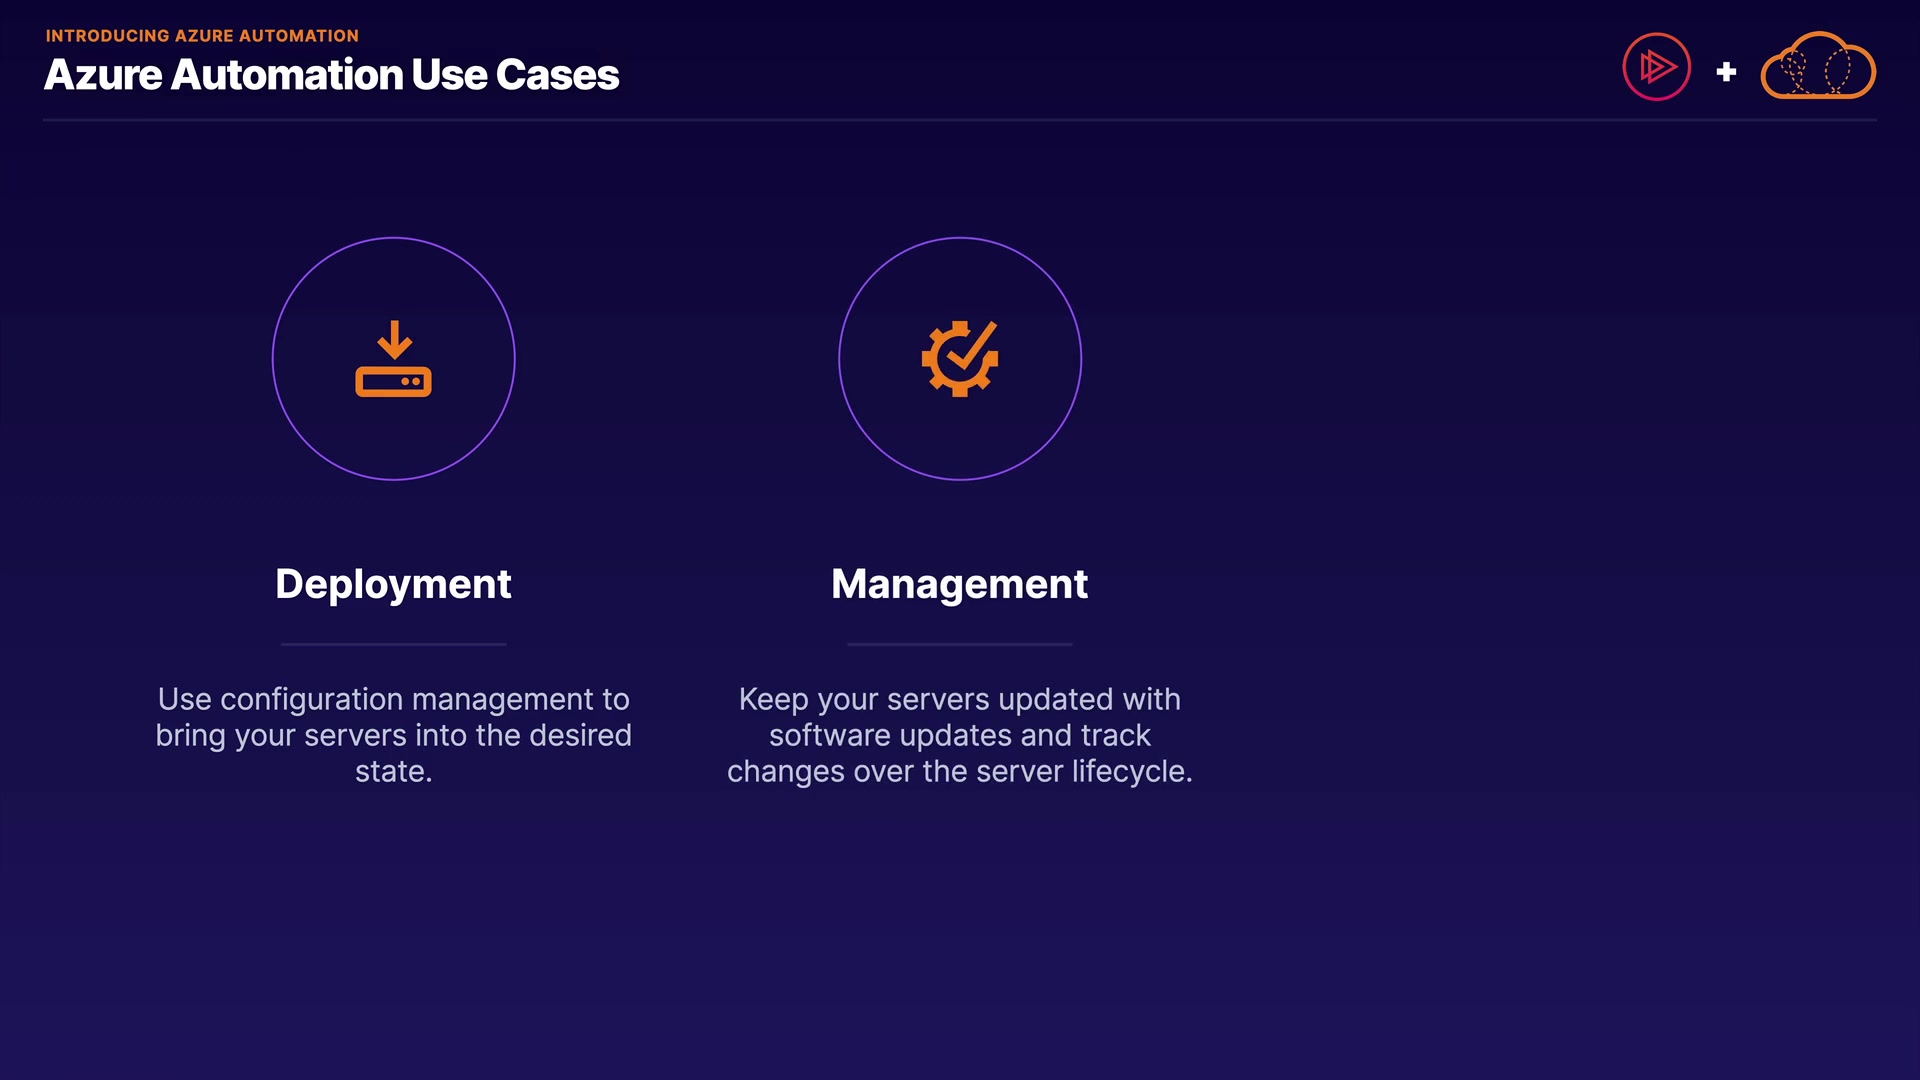 INTRODUCING AZURE AUTOMATION
Azure Automation Use Cases
+
Deployment
Use configuration management to
bring your servers into the desired
state.
Management
Keep your servers updated with
software updates and track
changes over the server lifecycle.